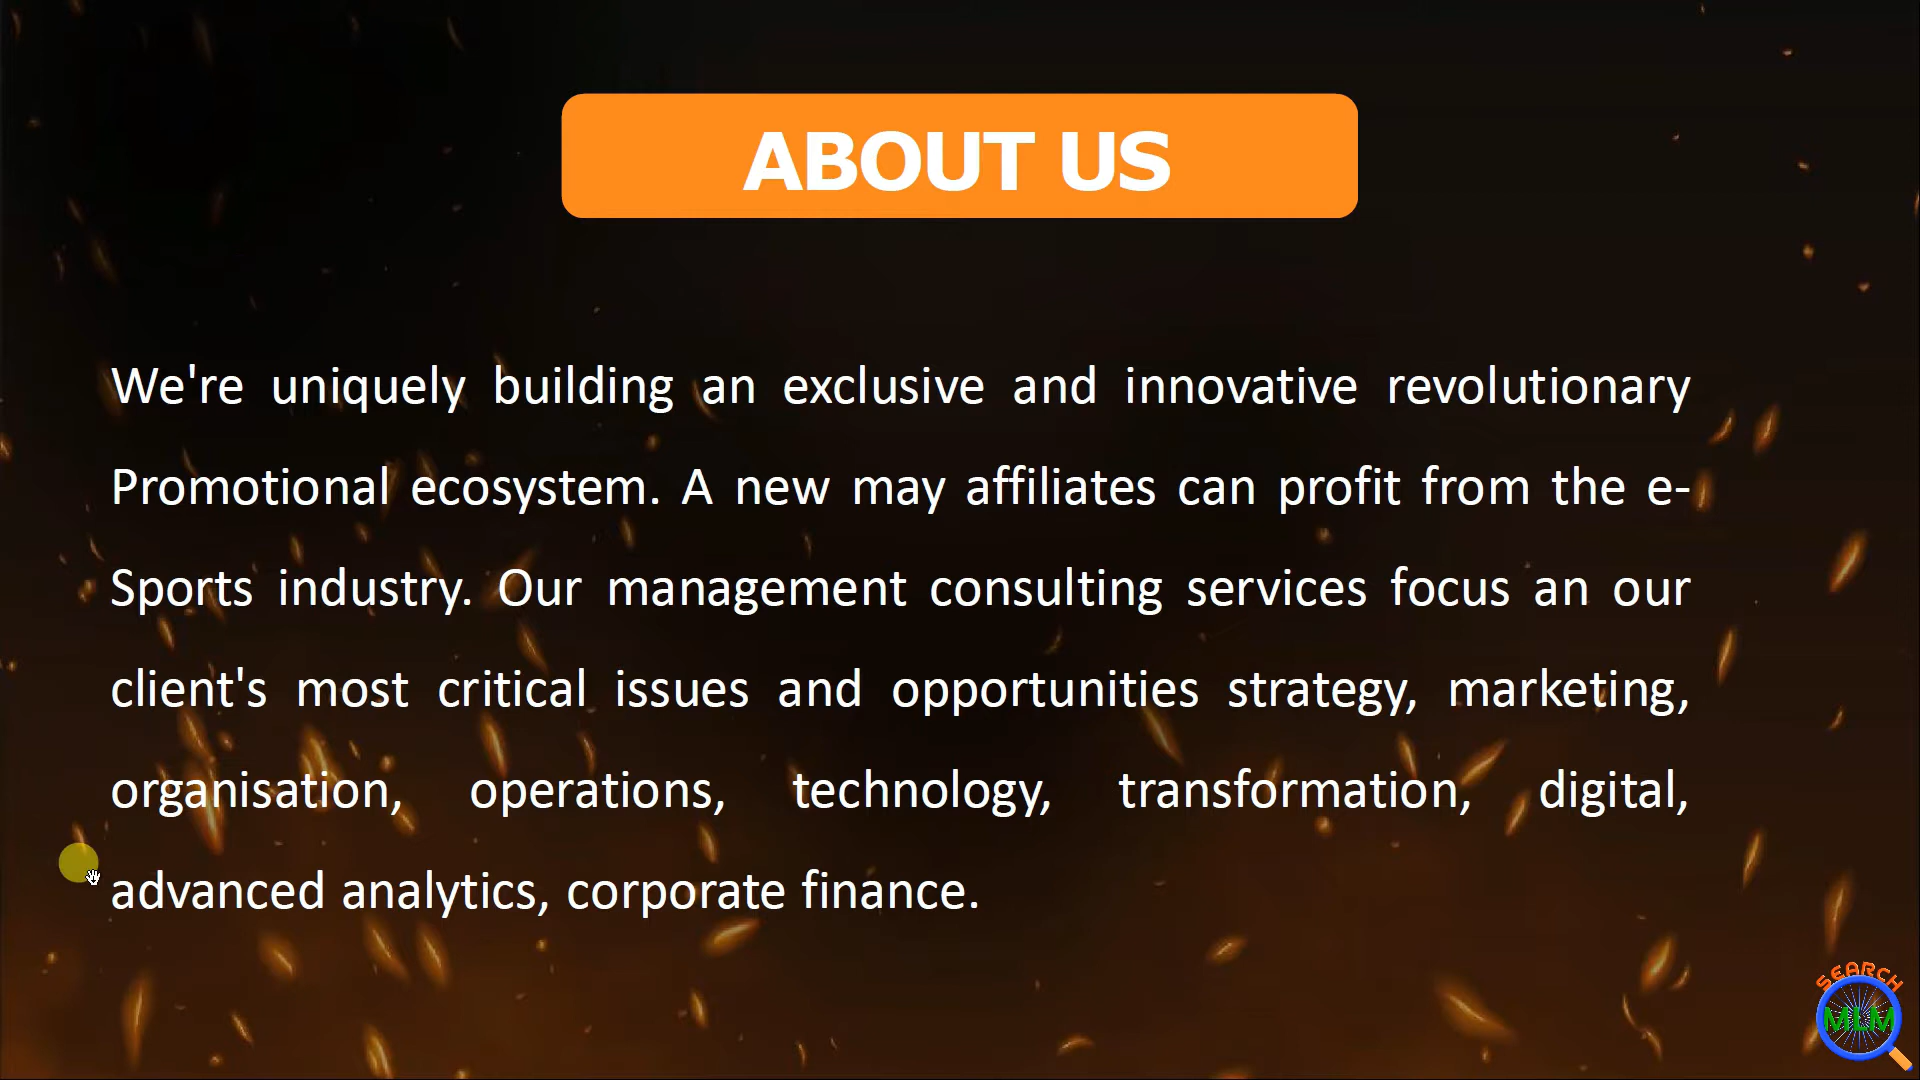 ABOUT US
We're uniquely building an exclusive and innovative revolutionary
Promotional ecosystem. A new may affiliates can profit from the e-
Sports industry. Our management consulting services focus an our
client's most critical issues and opportunities strategy, marketing,
organisation, operations, technology, transformation, digital,
advanced analytics, corporate finance.
SEARCH
MLM